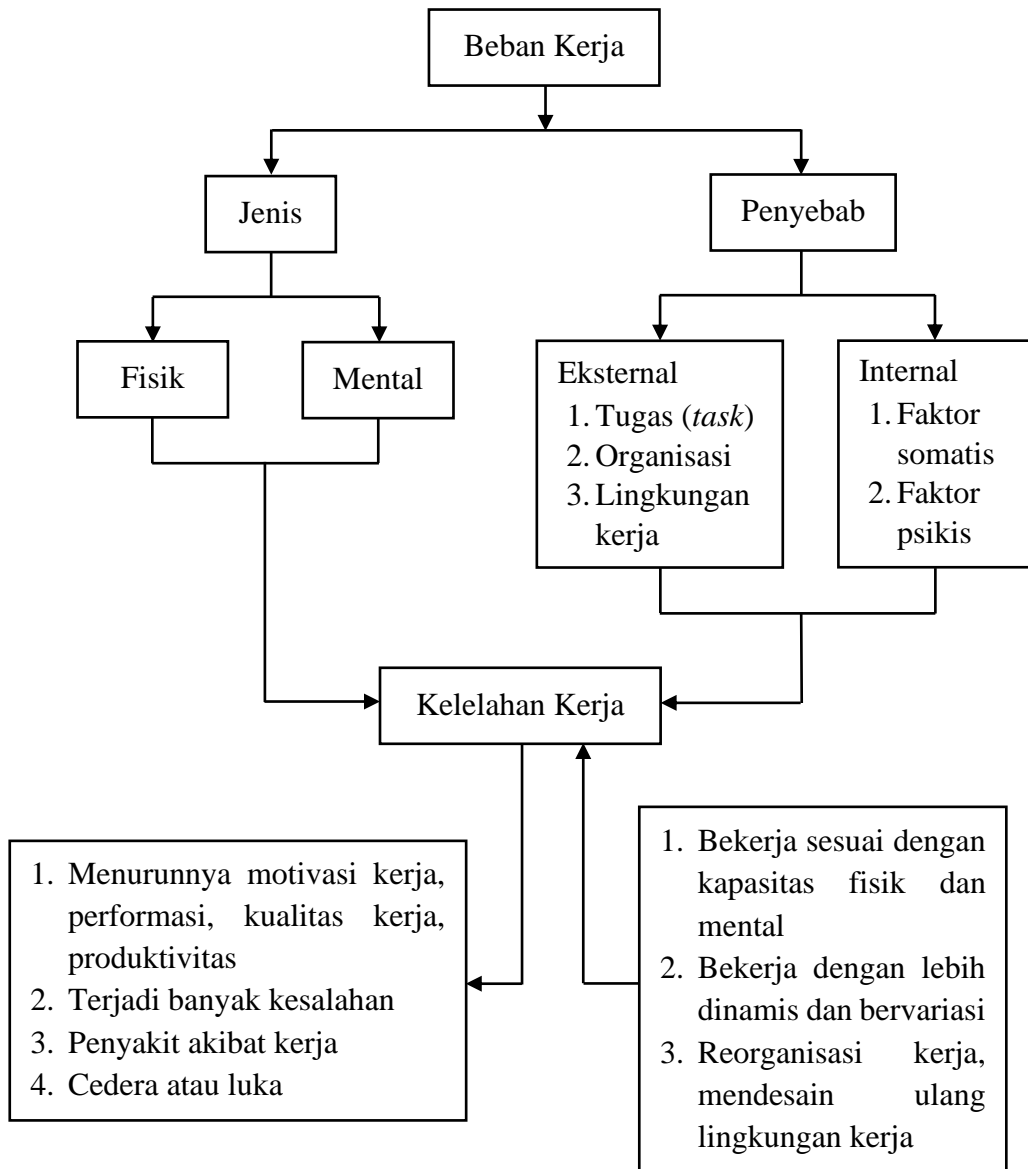 Beban Kerja
Jenis
Penyebab
Fisik
Mental
Eksternal
1. Tugas (task)
2. Organisasi
3. Lingkungan
kerja
Internal
1. Faktor
somatis
2. Faktor
psikis
Kelelahan Kerja
1. Menurunnya motivasi kerja,
performasi, kualitas kerja,
produktivitas
2. Terjadi banyak kesalahan
3. Penyakit akibat kerja
4. Cedera atau luka
1. Bekerja sesuai dengan
kapasitas fisik dan
mental
2. Bekerja dengan lebih
dinamis dan bervariasi
3. Reorganisasi kerja,
mendesain ulang
lingkungan kerja